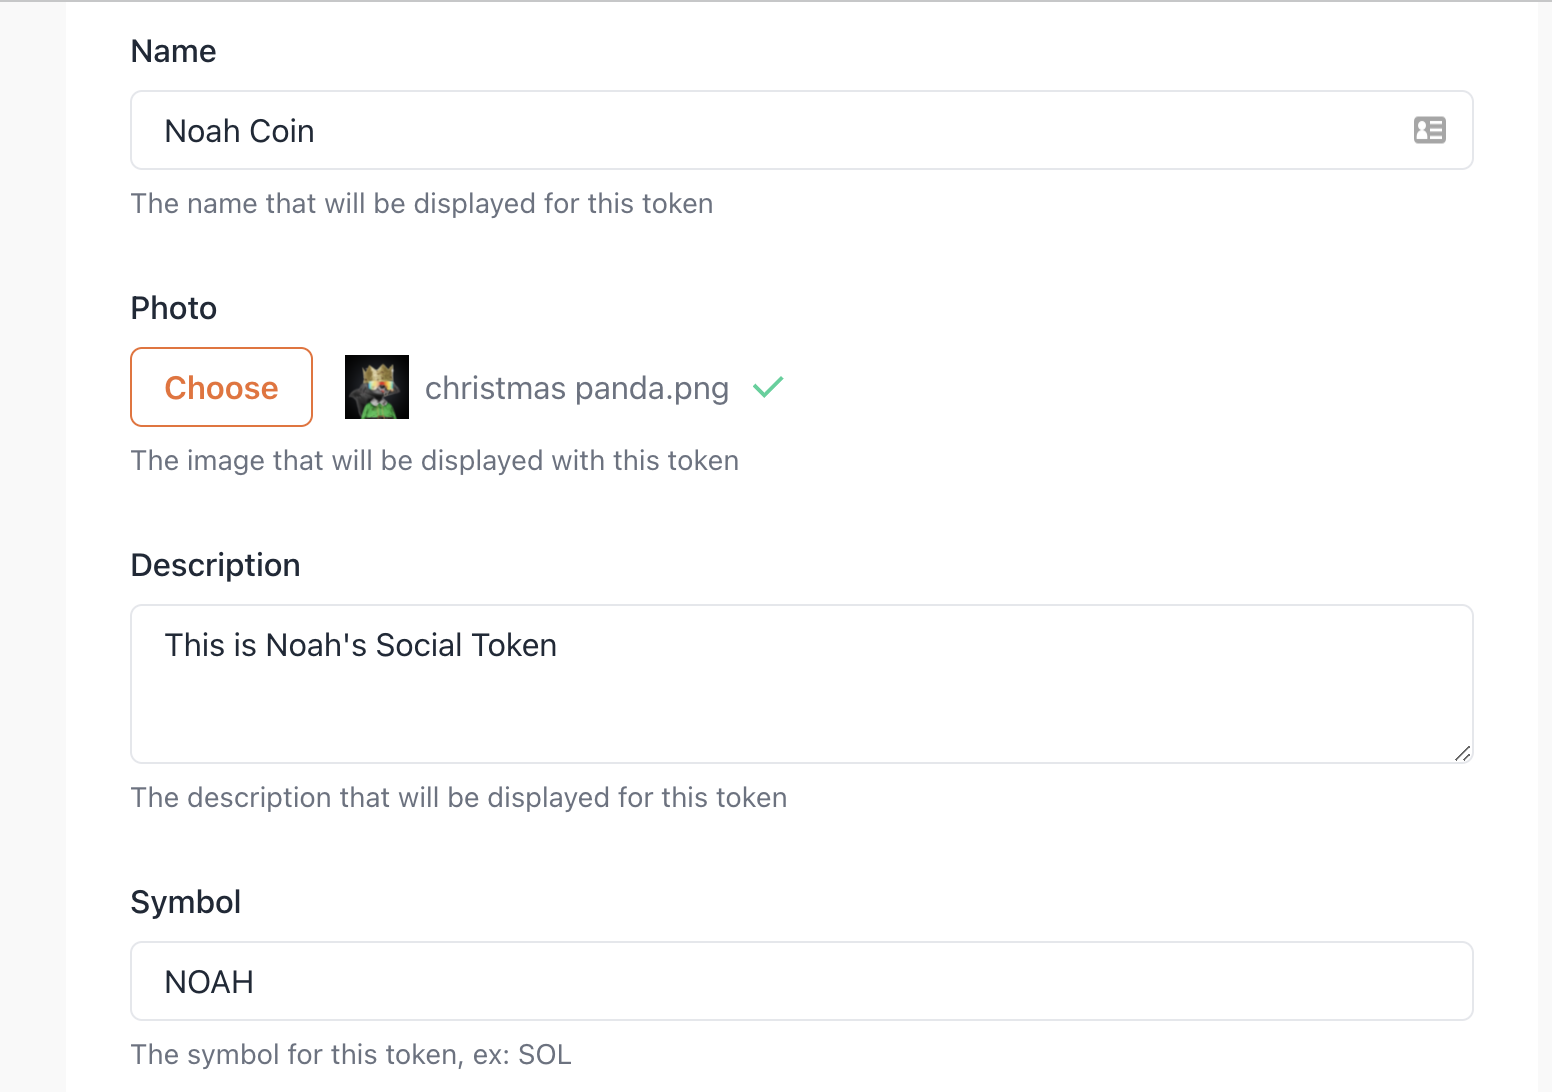 Name
Noah Coin
The name that will be displayed for this token
Photo
Choose christmas panda.png
The image that will be displayed with this token
Description
This is Noah's Social Token
The description that will be displayed for this token
Symbol
NOAH
The symbol for this token, ex: SOL